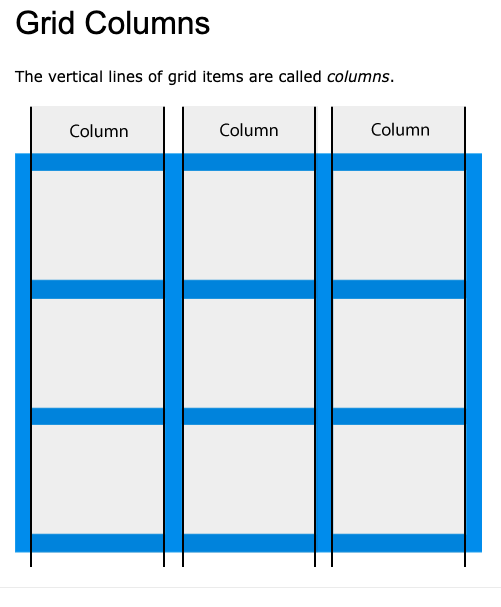 Grid Columns
The vertical lines of grid items are called columns.
Column Column Column